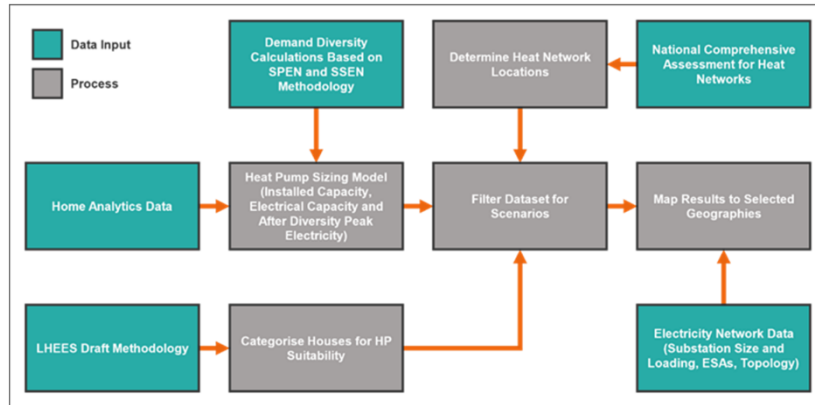 Data Input
Process
Demand Diversity
Calculations Based on
SPEN and SSEN
Methodology
Determine Heat Network
Locations
National Comprehensive
Assessment for Heat
Networks
Home Analytics Data
Heat Pump Sizing Model
(Installed Capacity,
Electrical Capacity and
After Diversity Peak
Electricity)
Filter Dataset for
Scenarios
Map Results to Selected
Geographies
LHEES Draft Methodology
Categorise Houses for HP
Suitability
Electricity Network Data
(Substation Size and
Loading, ESAs, Topology)